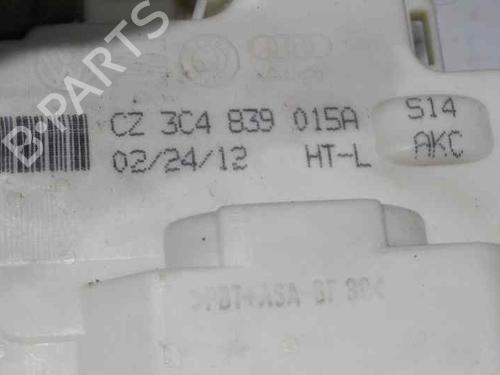 B-PARTS
CZ 3C4 839 015A
S14
AKC
02/24/12 HT-L